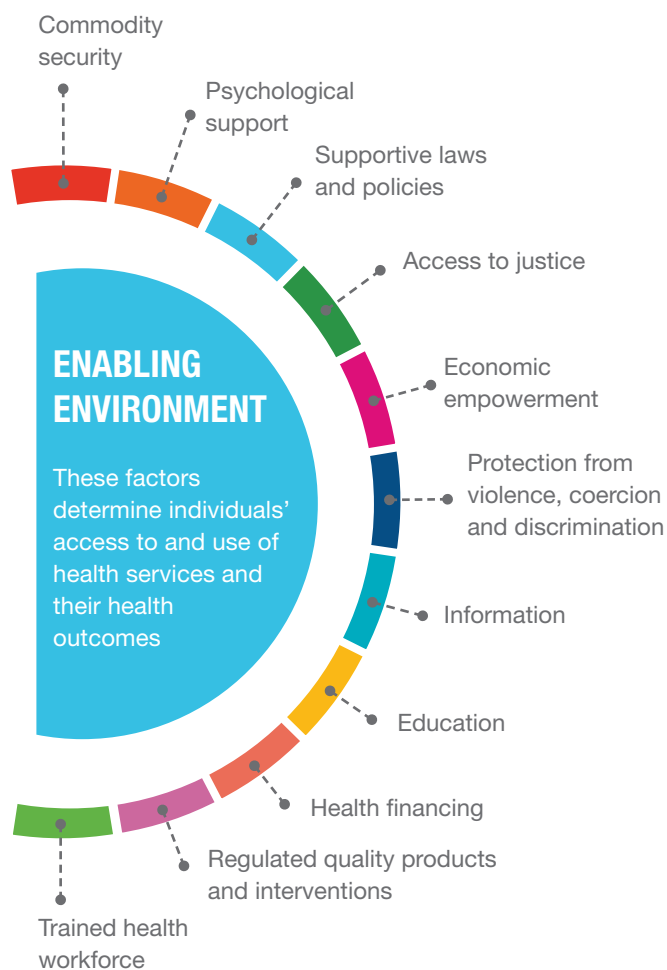 Commodity
security
Psychological
support
Supportive laws
and policies
Access to justice
Economic
empowerment
Protection from
violence, coercion
and discrimination
Information
Education
Health financing
Regulated quality products
and interventions
Trained health
workforce
ENABLING
ENVIRONMENT
These factors
determine individuals’
access to and use of
health services and
their health
outcomes